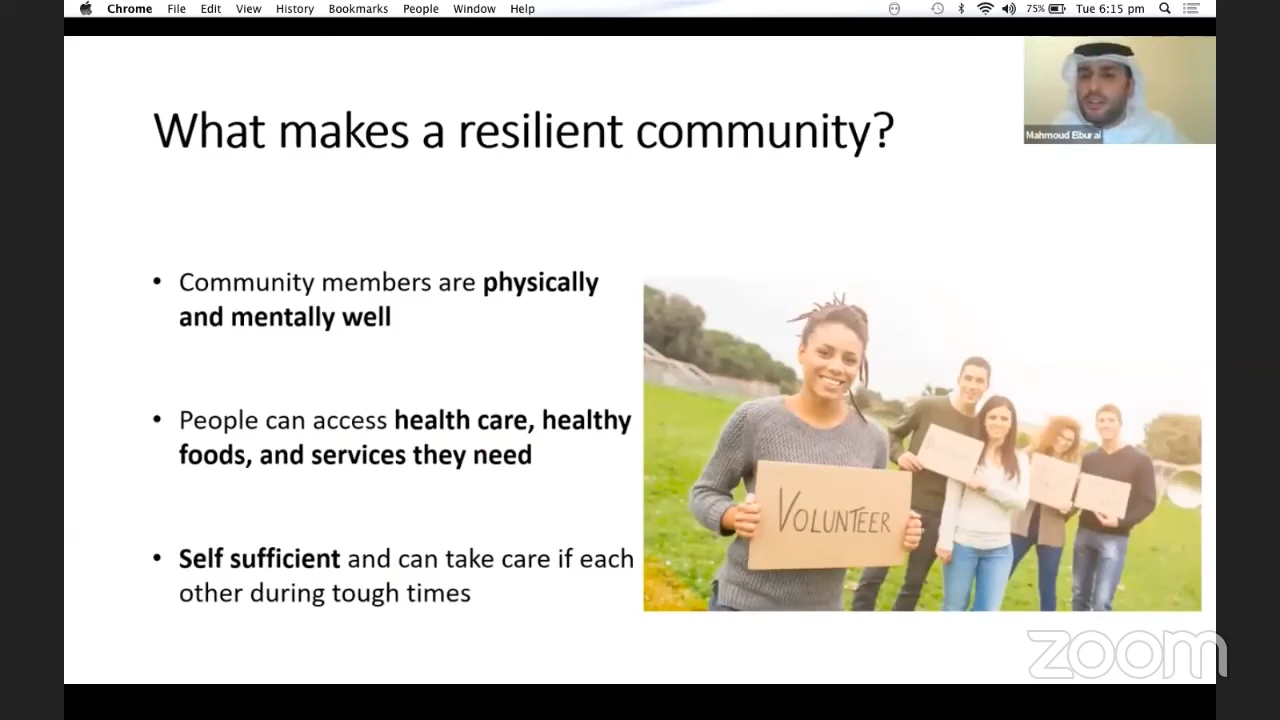 Chrome File Edit View History Bookmarks People Window Help 75% Tue 6:15 pm
Mahmoud Elburai
What makes a resilient community?
• Community members are physically
and mentally well
• People can access health care, healthy
foods, and services they need
• Self sufficient and can take care if each
other during tough times
VOLUNTEER
zoom